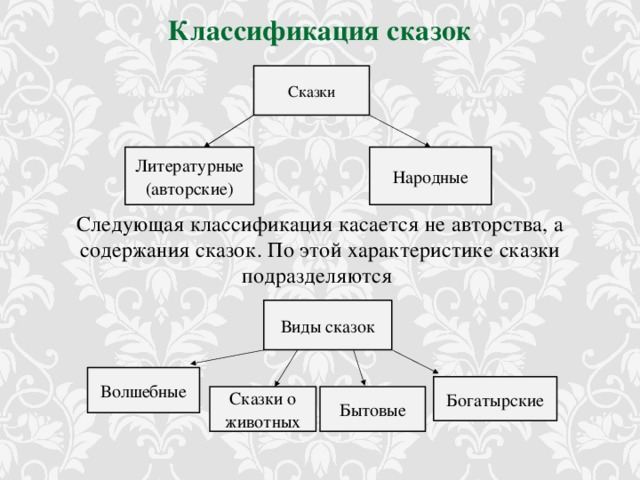 Классификация сказок
Сказки
Литературные
(авторские)
Народные
Следующая классификация касается не авторства, а
содержания сказок. По этой характеристике сказки
подразделяются
Виды сказок
Волшебные
Сказки о
животных
Бытовые
Богатырские